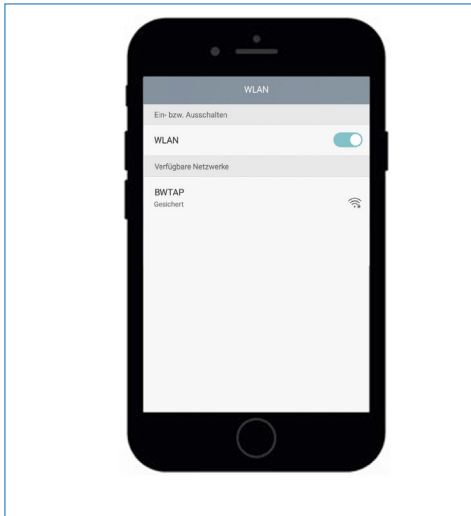 WLAN
Ein- bzw. Ausschalten
WLAN
Verfügbare Netzwerke
BWTAP
Gesichert